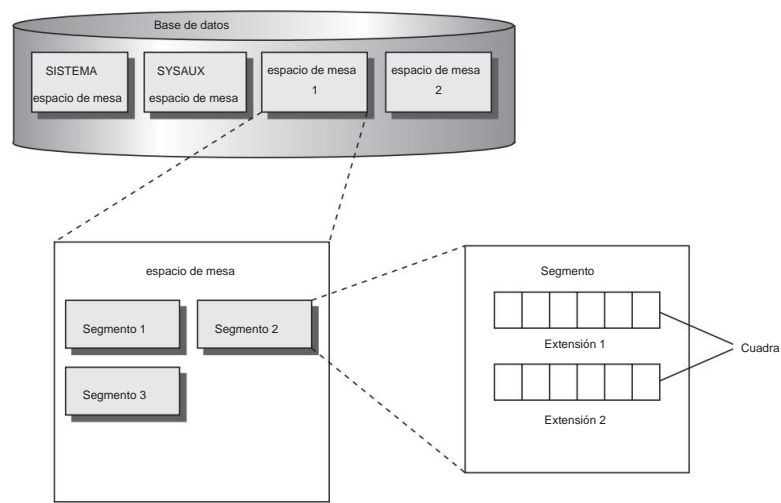 Base de datos
SISTEMA
espacio de mesa
SYSAUX
espacio de mesa
espacio de mesa
1
espacio de mesa
2
espacio de mesa
Segmento 1
Segmento 2
Segmento 3
Segmento
Extensión 1
Extensión 2
Cuadra